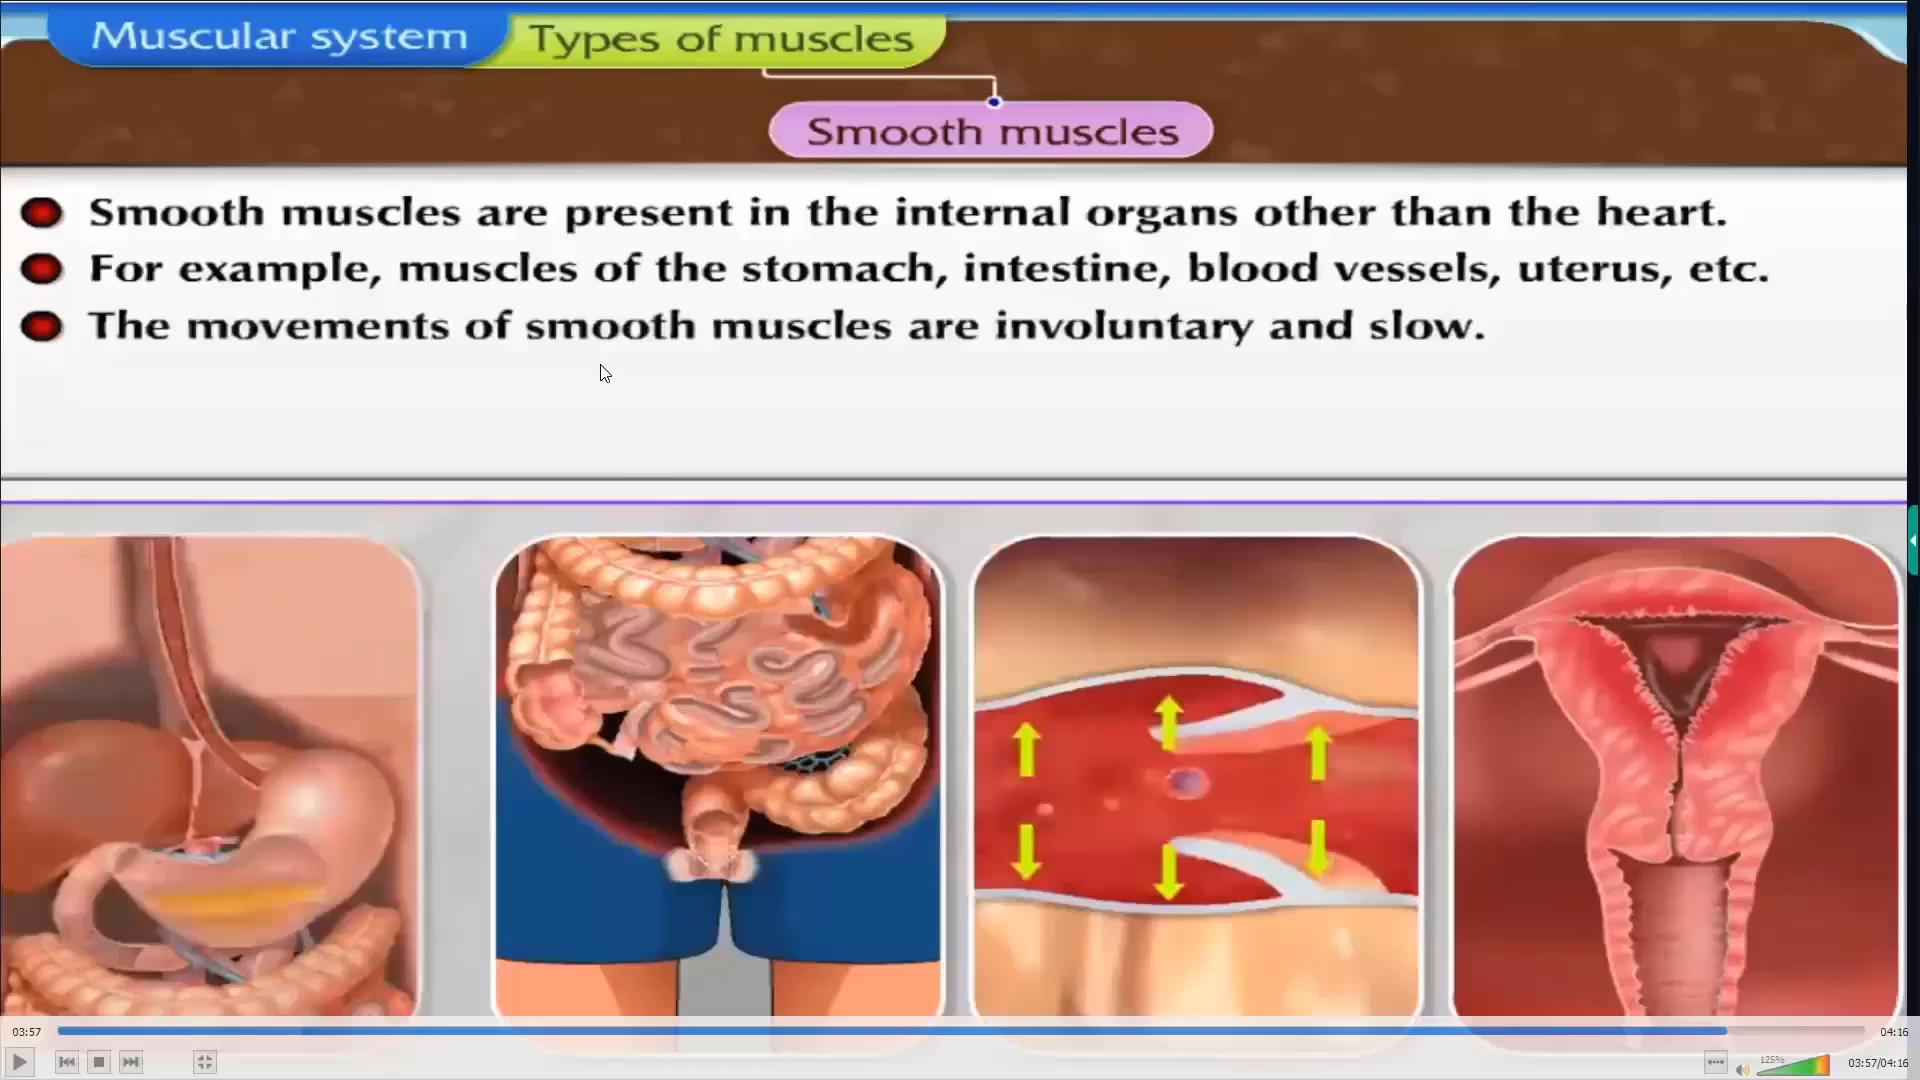 Muscular system
Types of muscles
Smooth muscles
Smooth muscles are present in the internal organs other than the heart.
For example, muscles of the stomach, intestine, blood vessels, uterus, etc.
The movements of smooth muscles are involuntary and slow.
03:57
04:16
125%
03:57/04:16